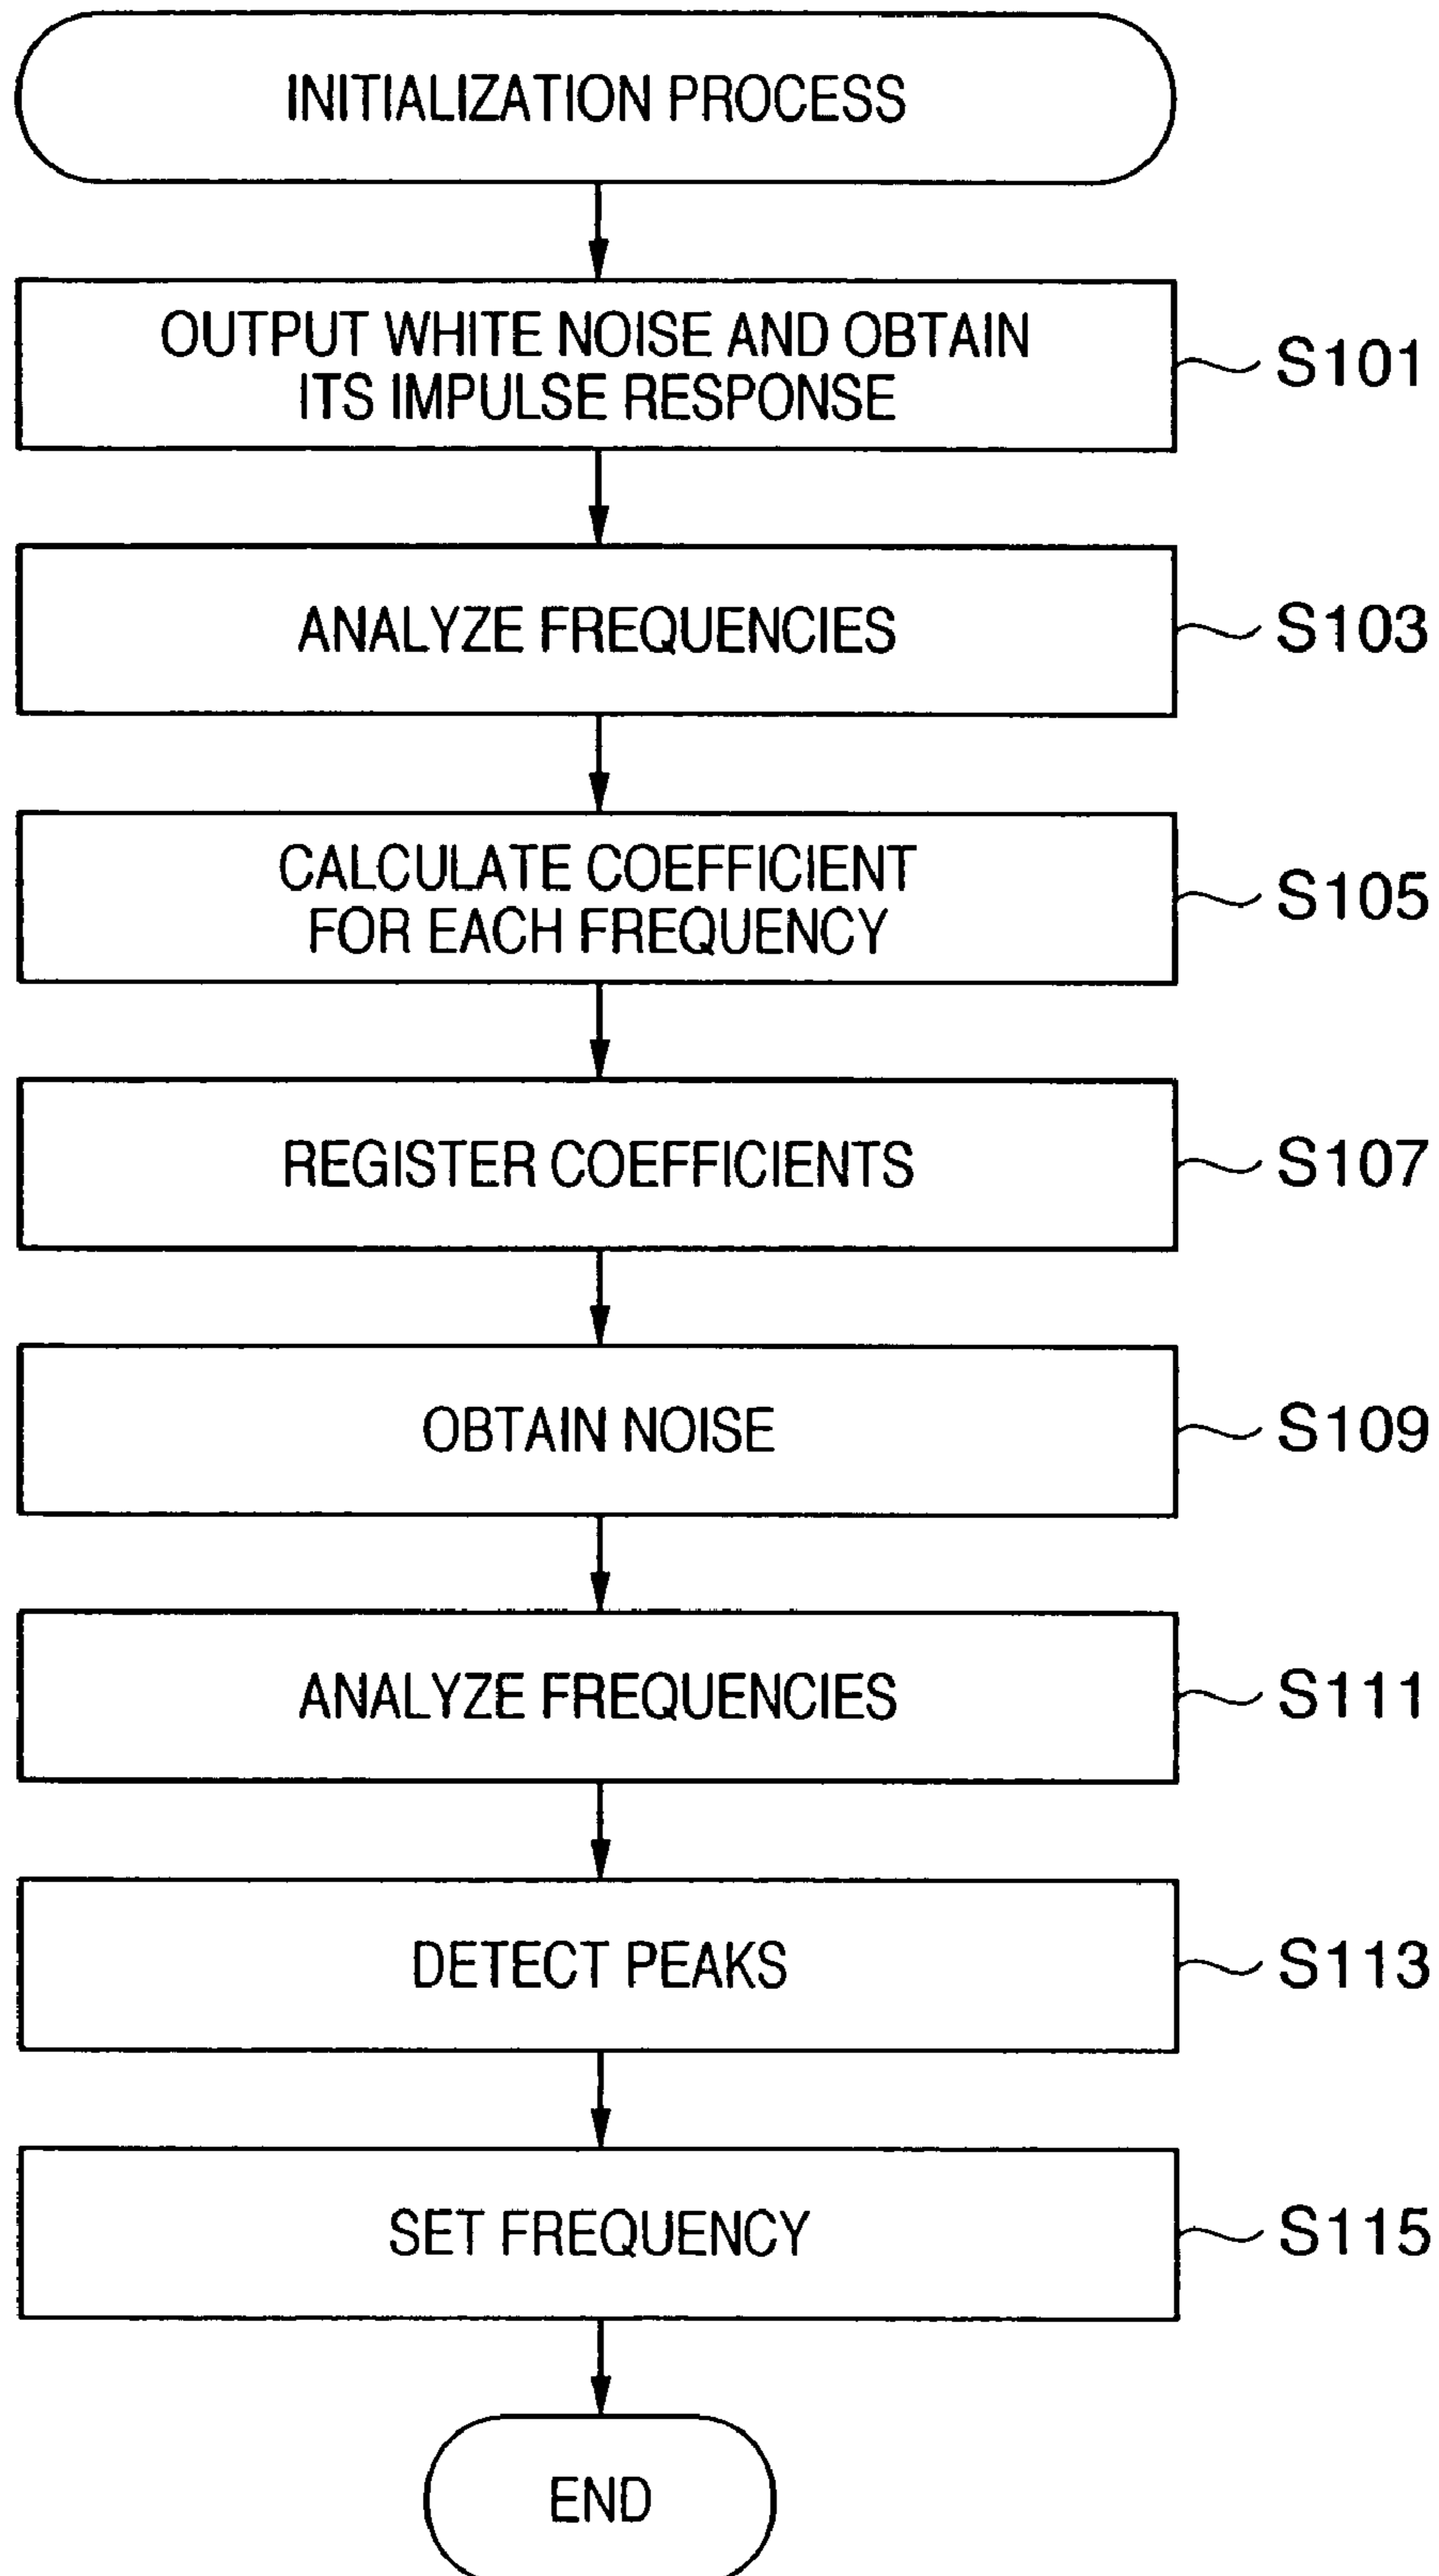 INITIALIZATION PROCESS
OUTPUT WHITE NOISE AND OBTAIN
ITS IMPULSE RESPONSE
S101
ANALYZE FREQUENCIES
S103
CALCULATE COEFFICIENT
FOR EACH FREQUENCY
S105
REGISTER COEFFICIENTS
S107
OBTAIN NOISE
S109
ANALYZE FREQUENCIES
S111
DETECT PEAKS
S113
SET FREQUENCY
S115
END